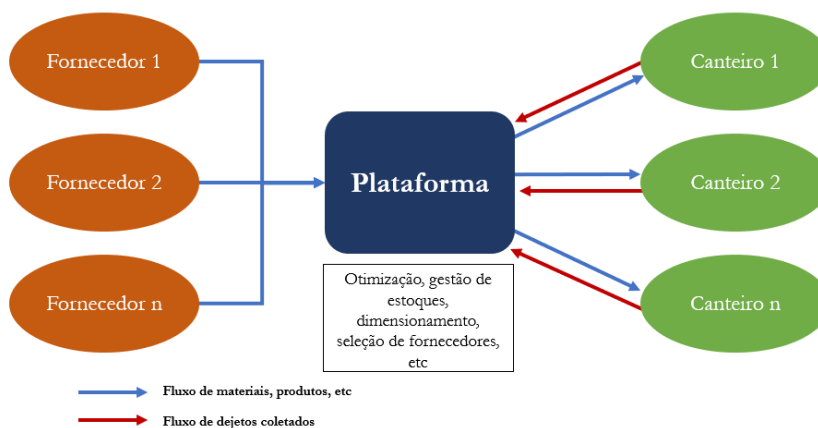 Fornecedor 1
Fornecedor 2
Fornecedor n
Plataforma
Otimização, gestão de
estoques,
dimensionamento,
seleção de fornecedores,
etc
Canteiro 1
Canteiro 2
Canteiro n
Fluxo de materiais, produtos, etc
Fluxo de dejetos coletados